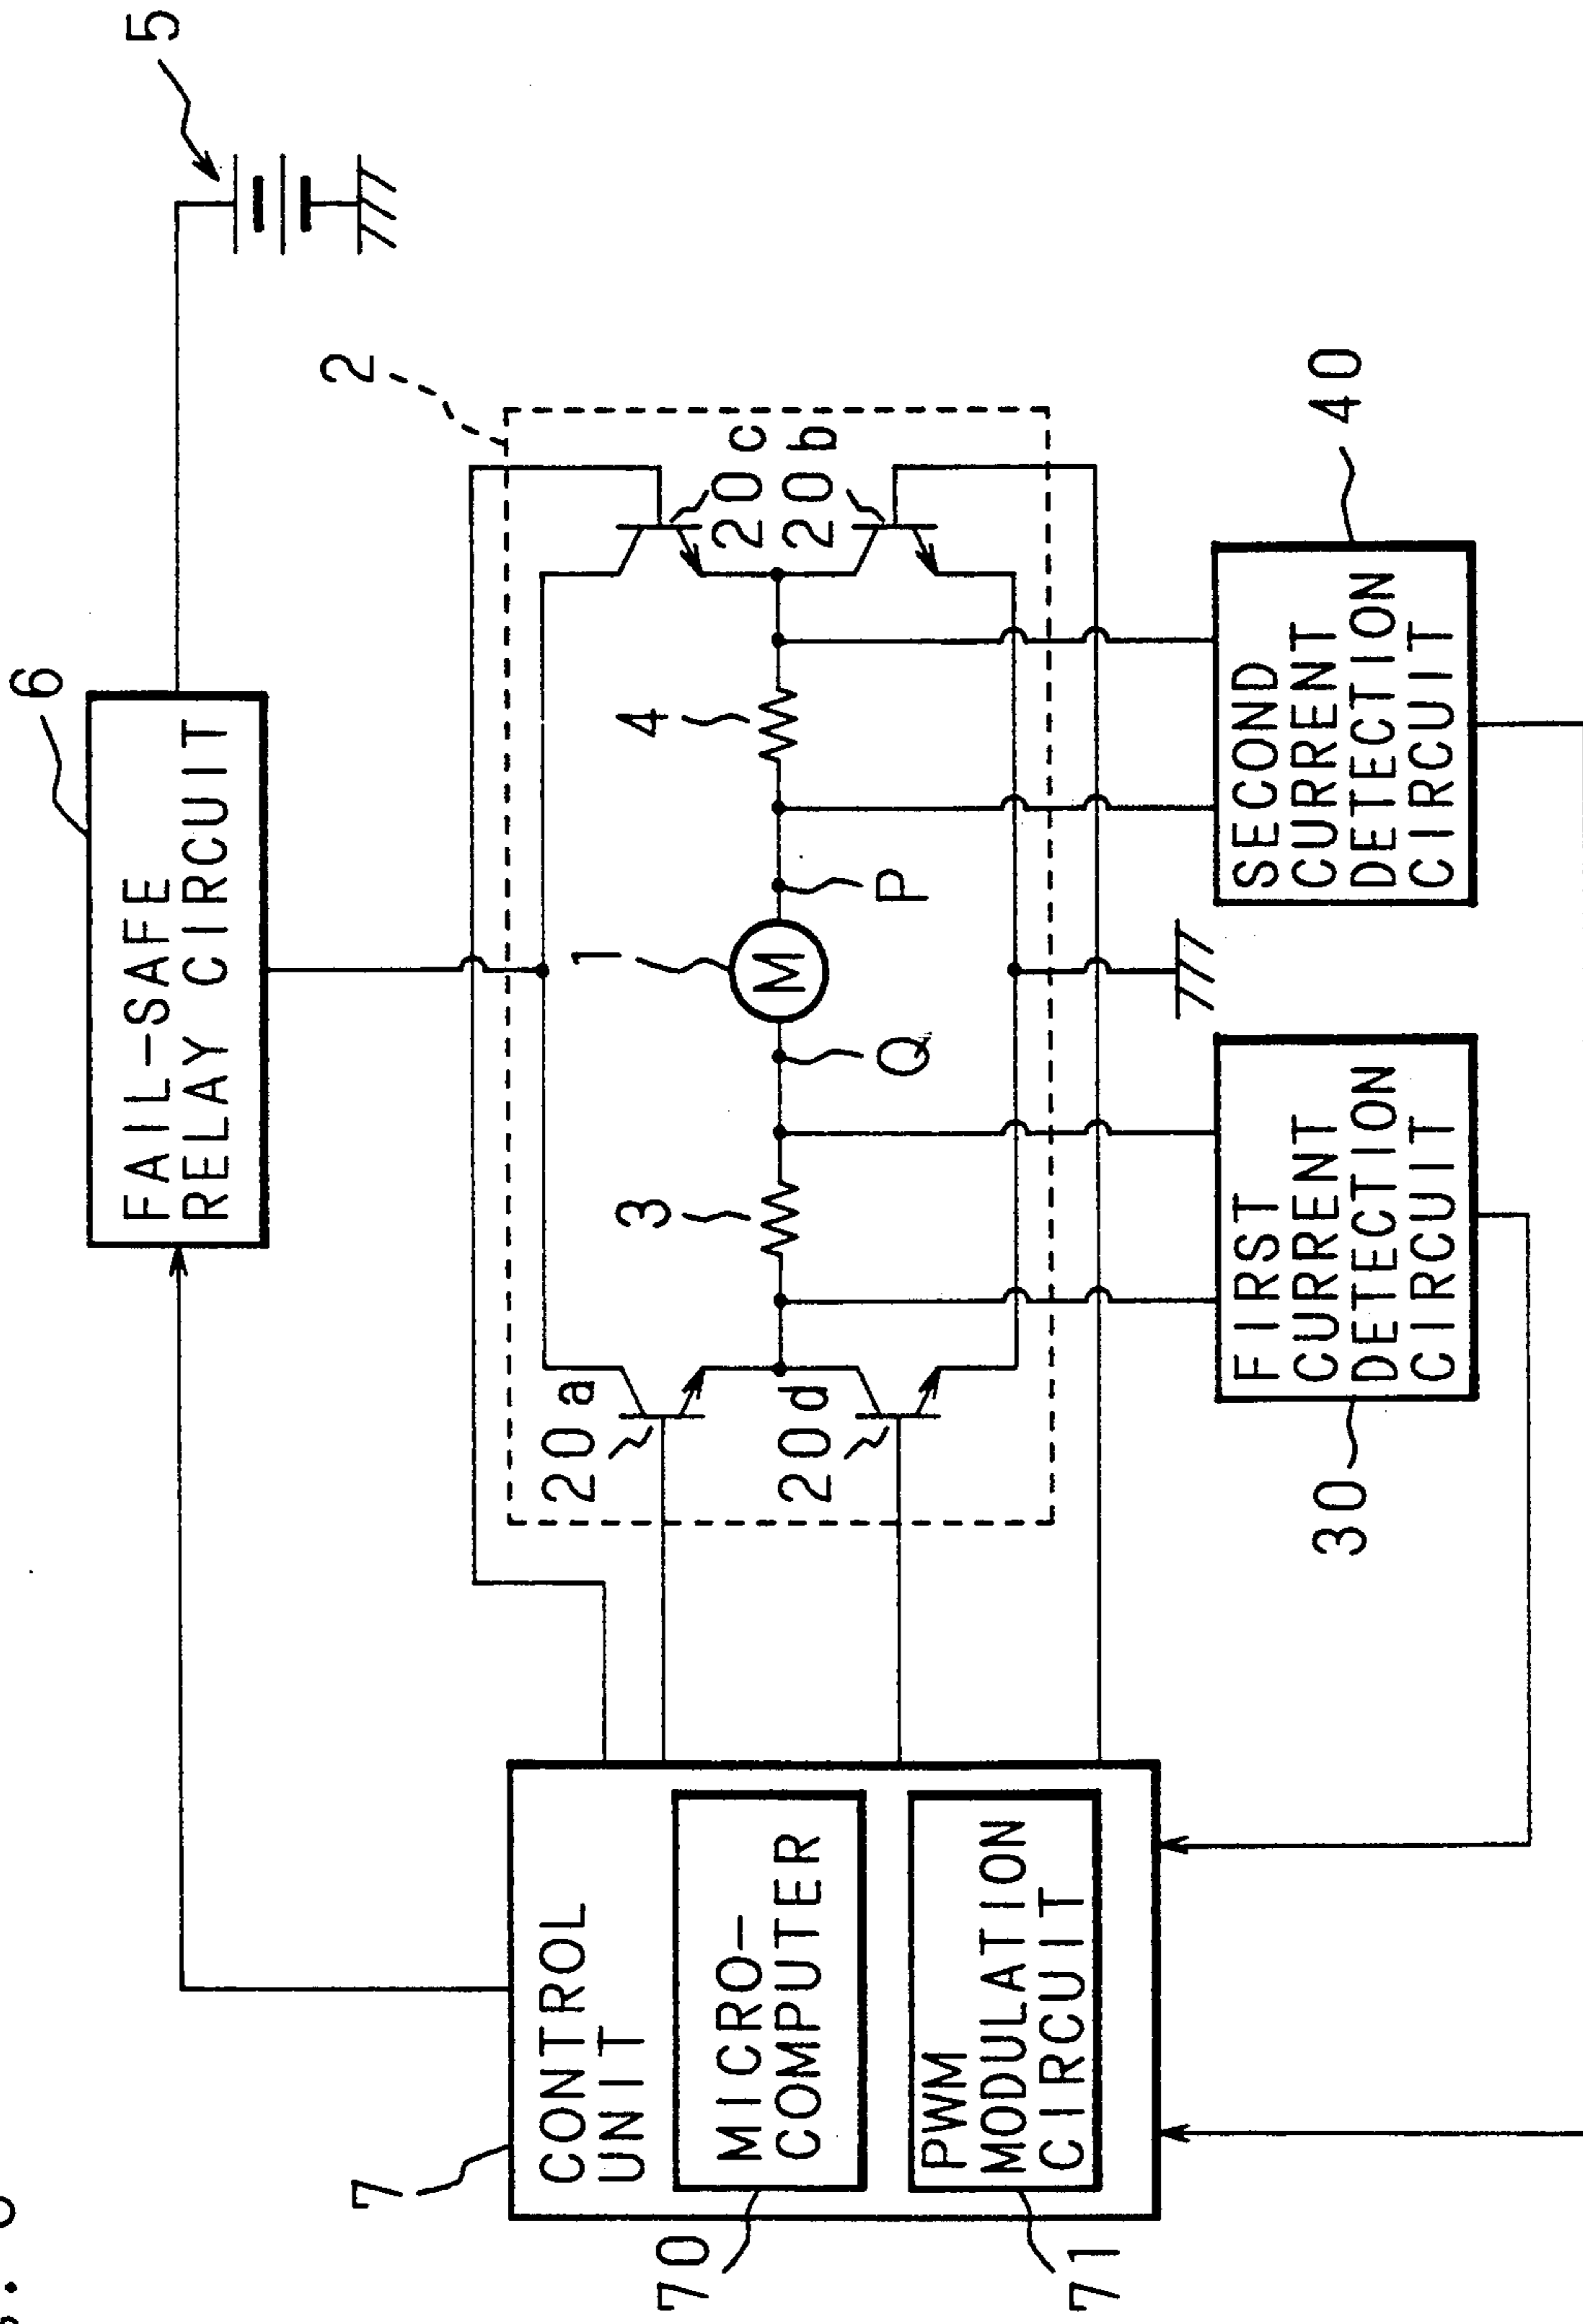 5
6
FAIL-SAFE
RELAY CIRCUIT
2
20a
20c
1
3
4
M
Q
P
20d
20b
7
CONTROL
UNIT
70
MICRO-
COMPUTER
71
PWM
MODULATION
CIRCUIT
30
FIRST
CURRENT
DETECTION
CIRCUIT
40
SECOND
CURRENT
DETECTION
CIRCUIT